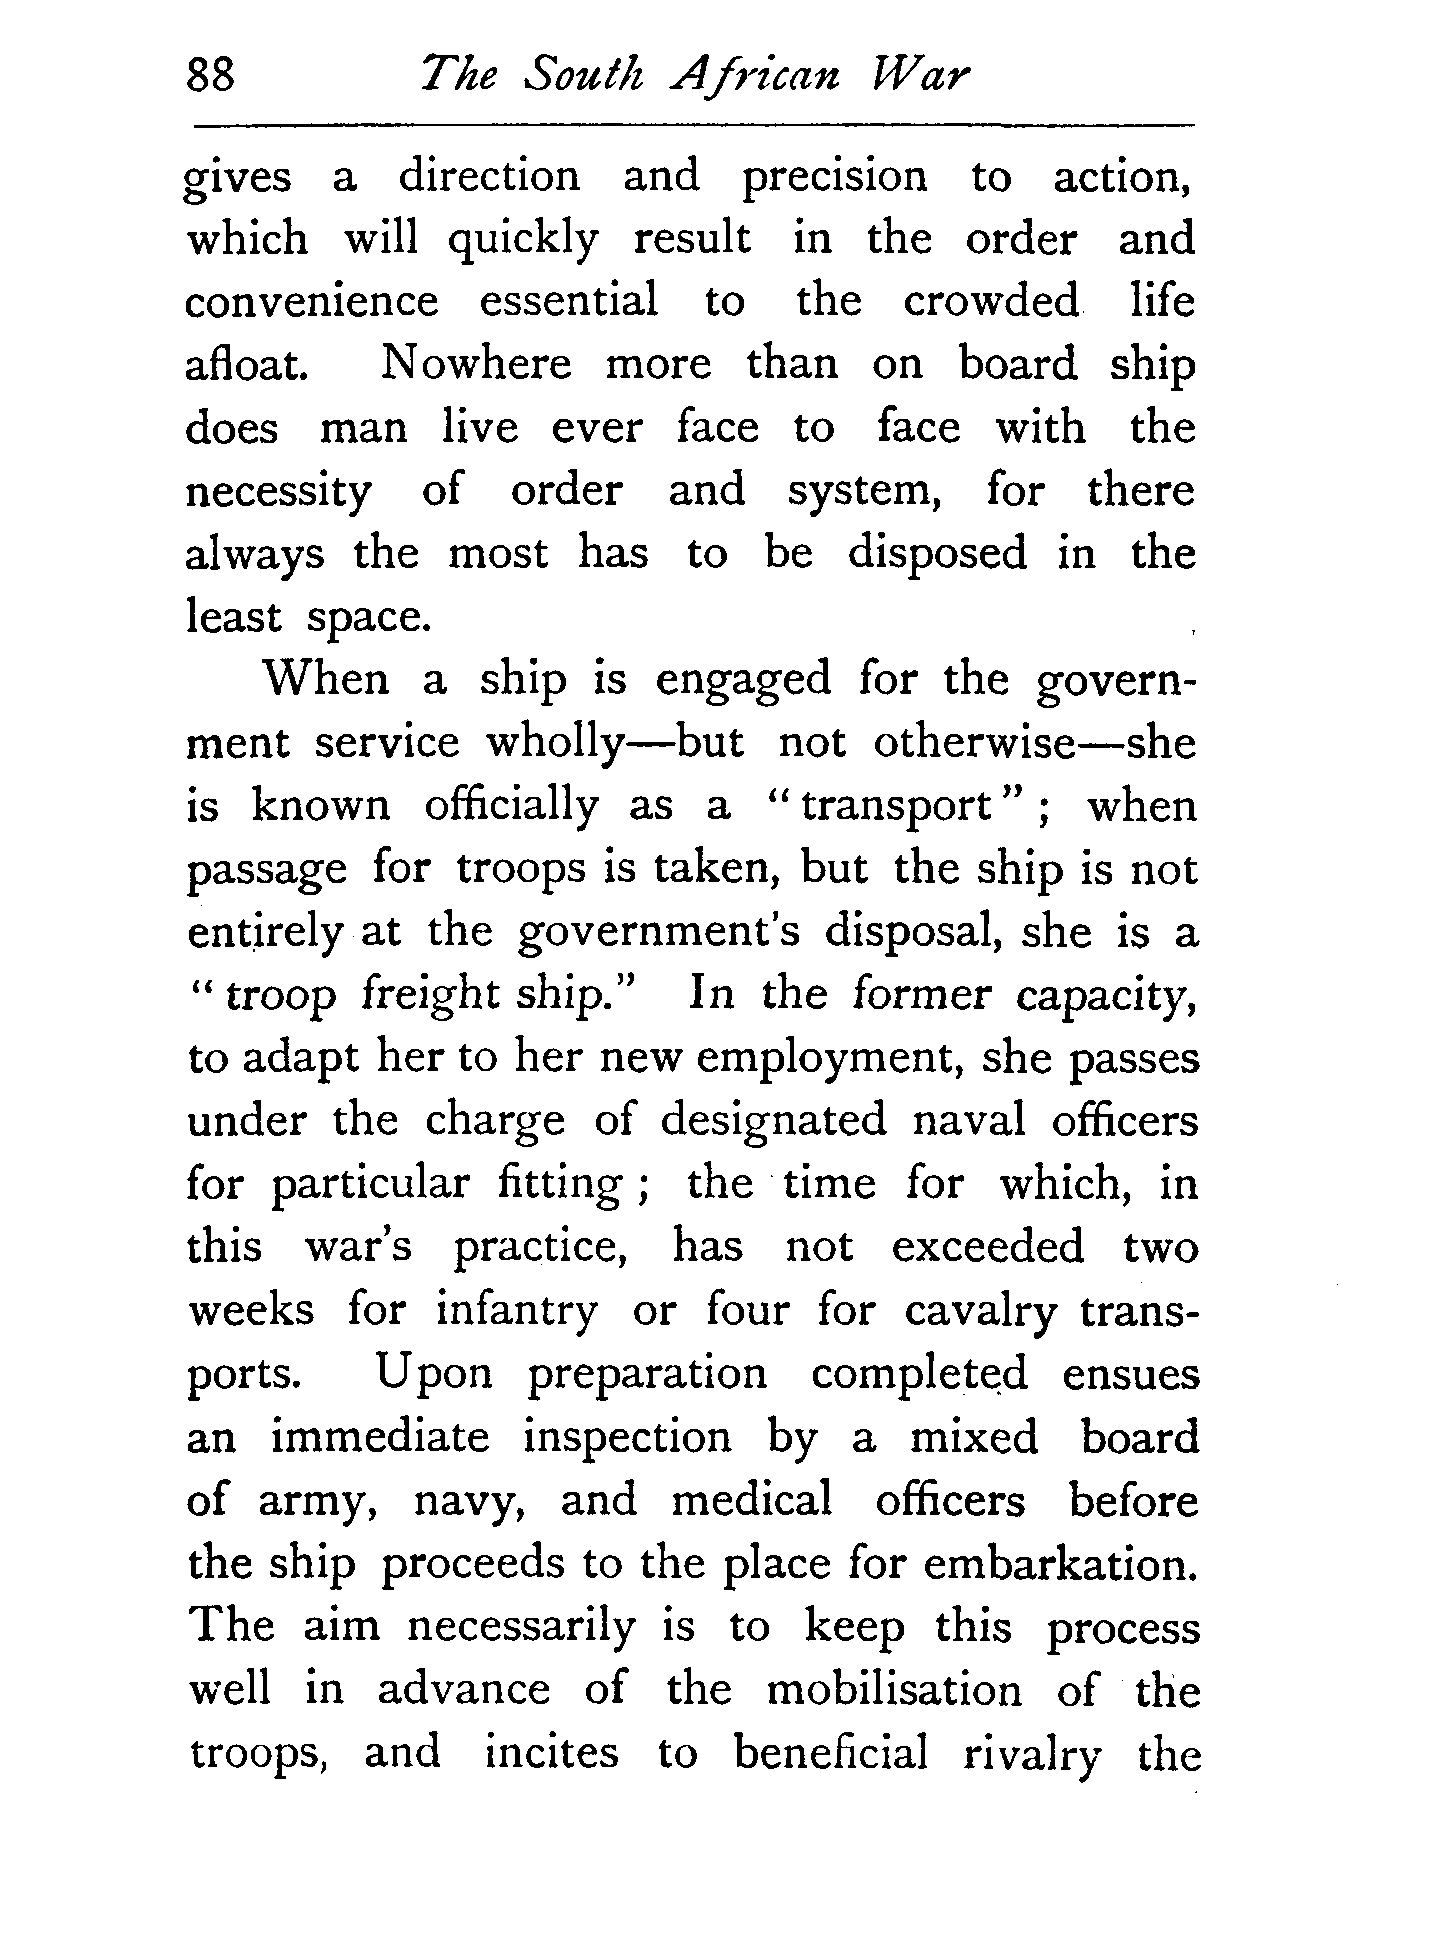 88 The South African War
gives a direction and precision to action,
which will quickly result in the order and
convenience essential to the crowded life
afloat. Nowhere more than on board ship
does man live ever face to face with the
necessity of order and system, for there
always the most has to be disposed in the
least space.
When a ship is engaged for the govern-
ment service wholly—but not otherwise—she
is known officially as a “transport”; when
passage for troops is taken, but the ship is not
entirely at the government's disposal, she is a
“troop freight ship.” In the former capacity,
to adapt her to her new employment, she passes
under the charge of designated naval officers
for particular fitting; the time for which, in
this war's practice, has not exceeded two
weeks for infantry or four for cavalry trans-
ports. Upon preparation completed ensues
an immediate inspection by a mixed board
of army, navy, and medical officers before
the ship proceeds to the place for embarkation.
The aim necessarily is to keep this process
well in advance of the mobilisation of the
troops, and incites to beneficial rivalry the